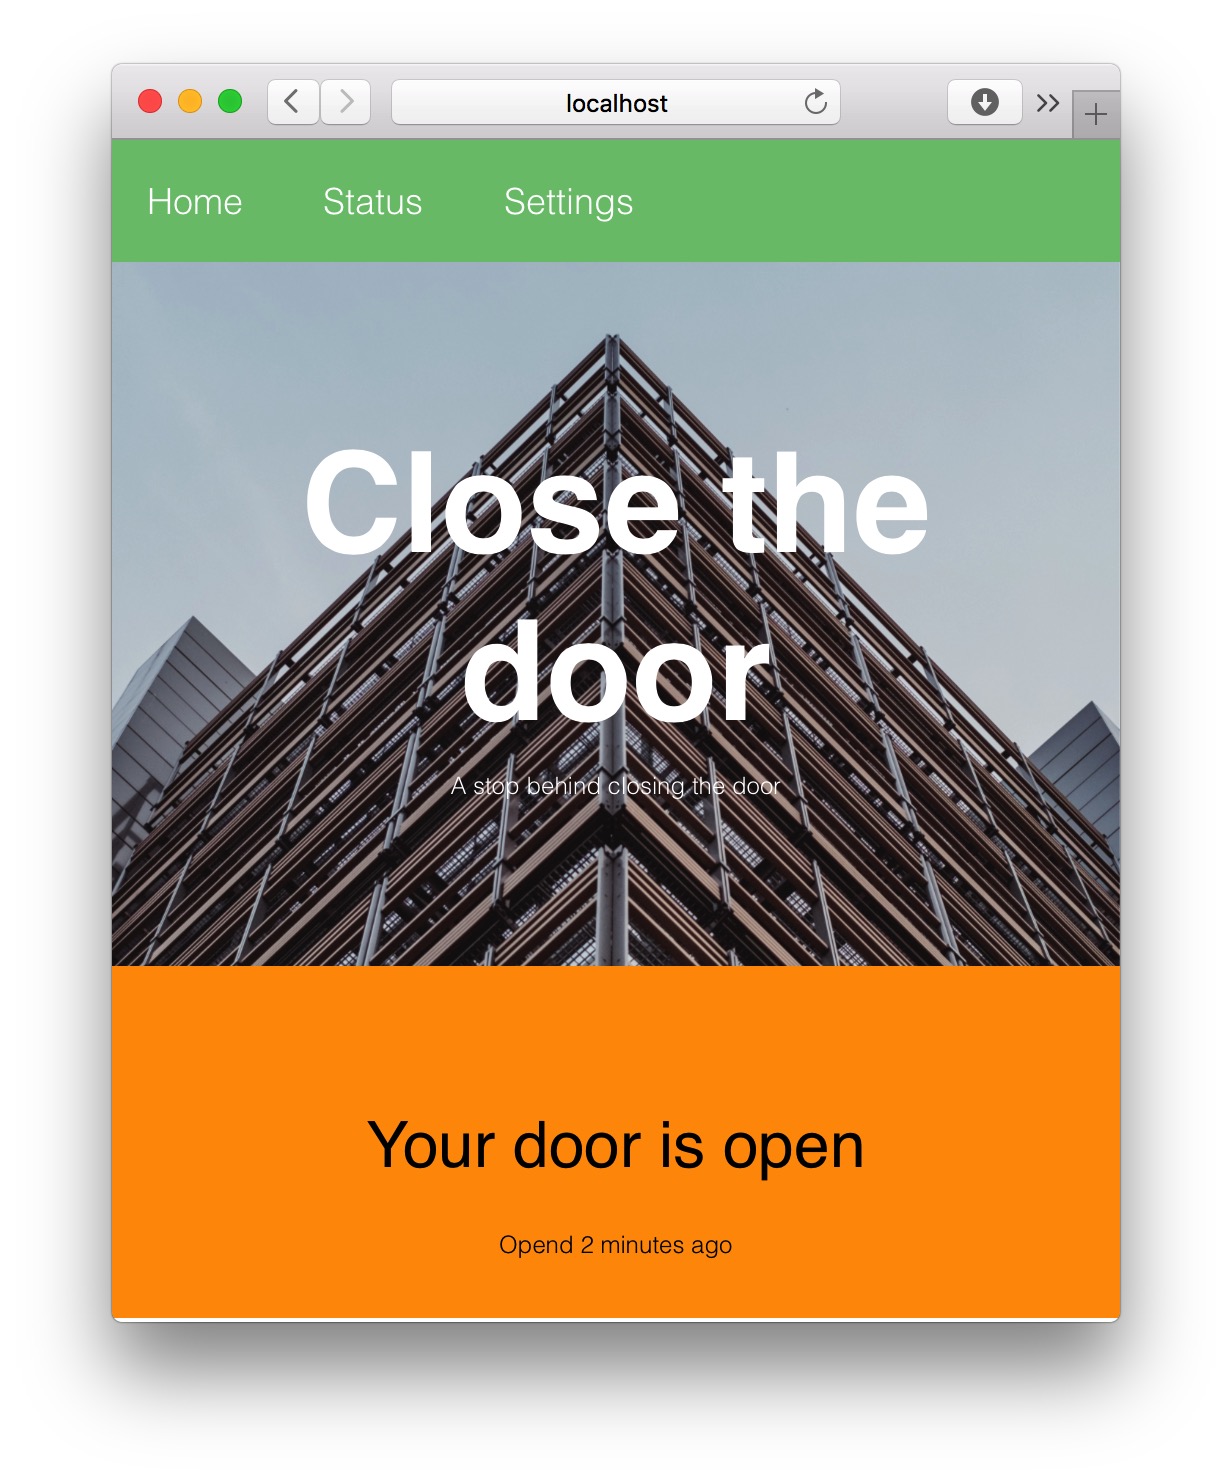 localhost
Home Status Settings
Close the
door
A stop behind closing the door
Your door is open
Opend 2 minutes ago